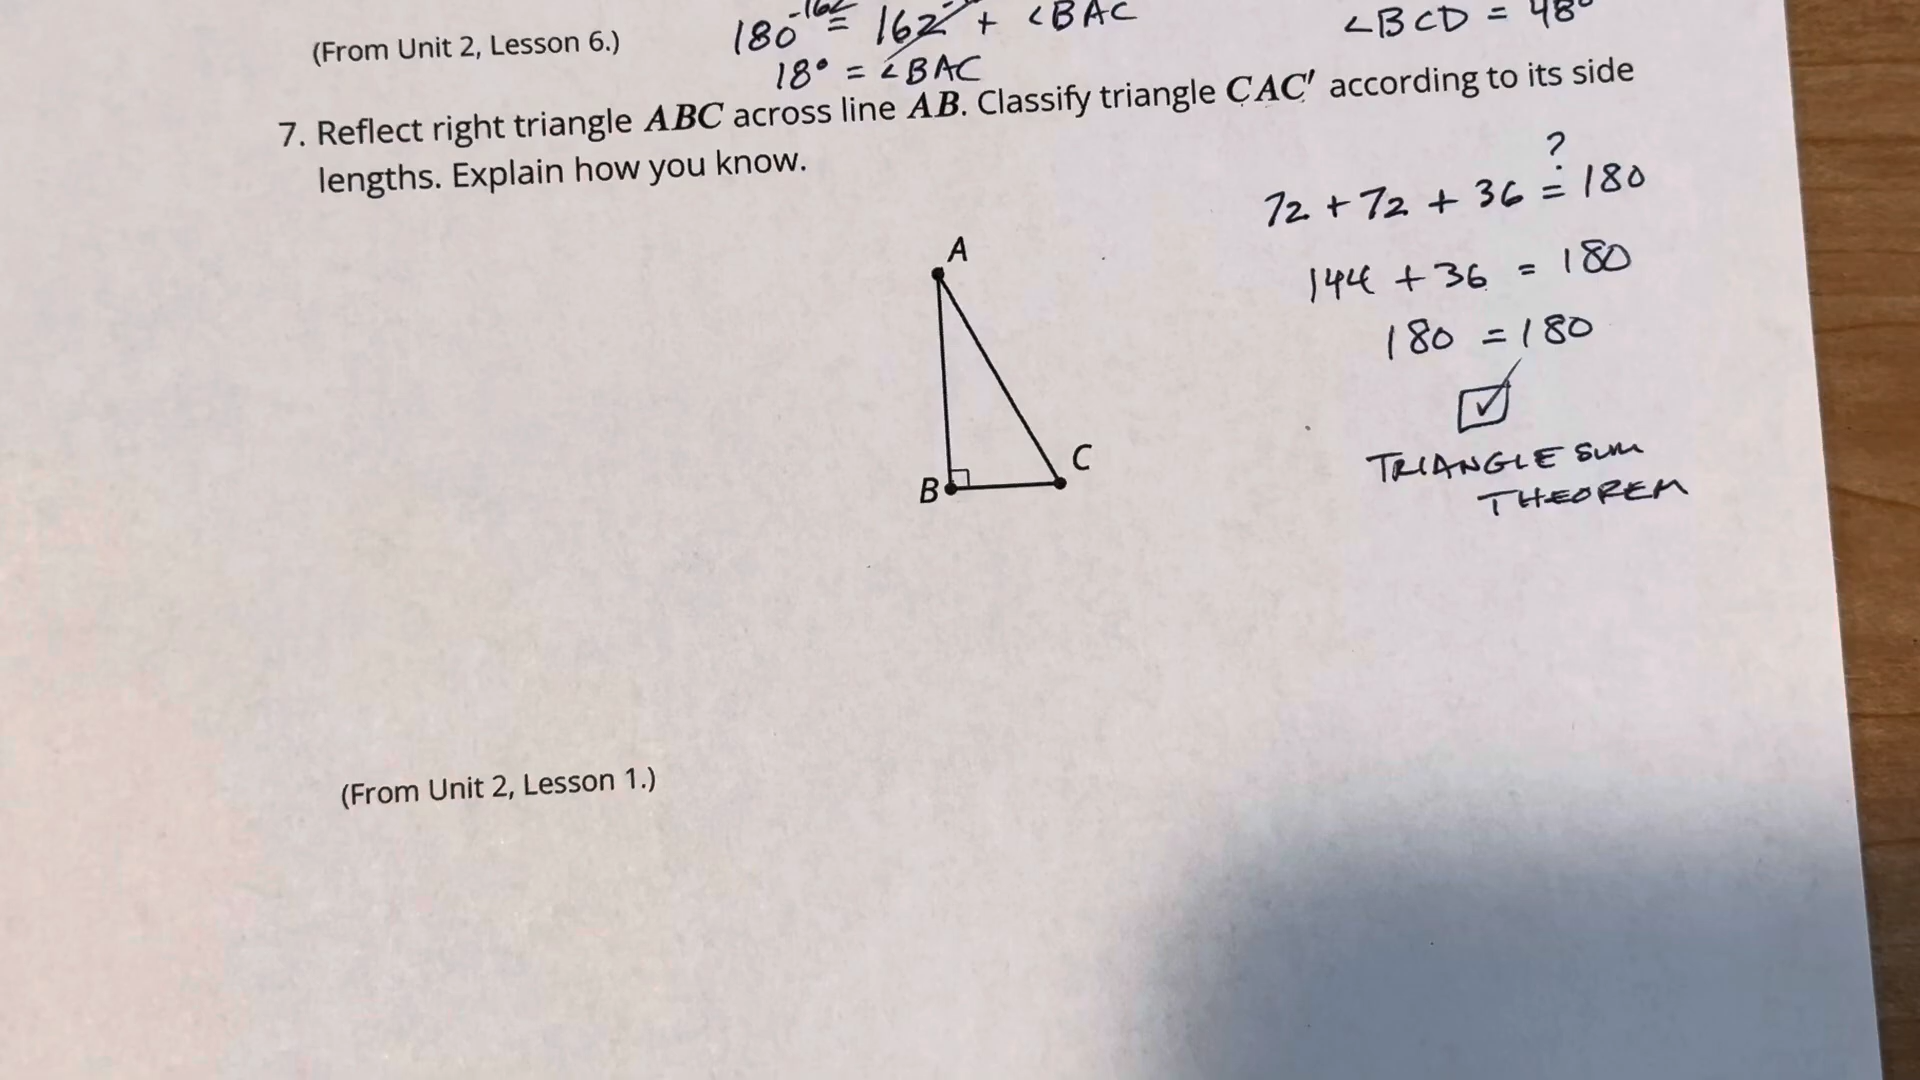 180 -162 = 162 + ∠BAC
∠BCD = 48°
(From Unit 2, Lesson 6.)
18° = ∠BAC
7. Reflect right triangle ABC across line AB. Classify triangle CAC′ according to its side
lengths. Explain how you know.
?
72 + 72 + 36 = 180
144 + 36 = 180
180 = 180
TRIANGLE SUM
THEOREM
A
B
C
(From Unit 2, Lesson 1.)